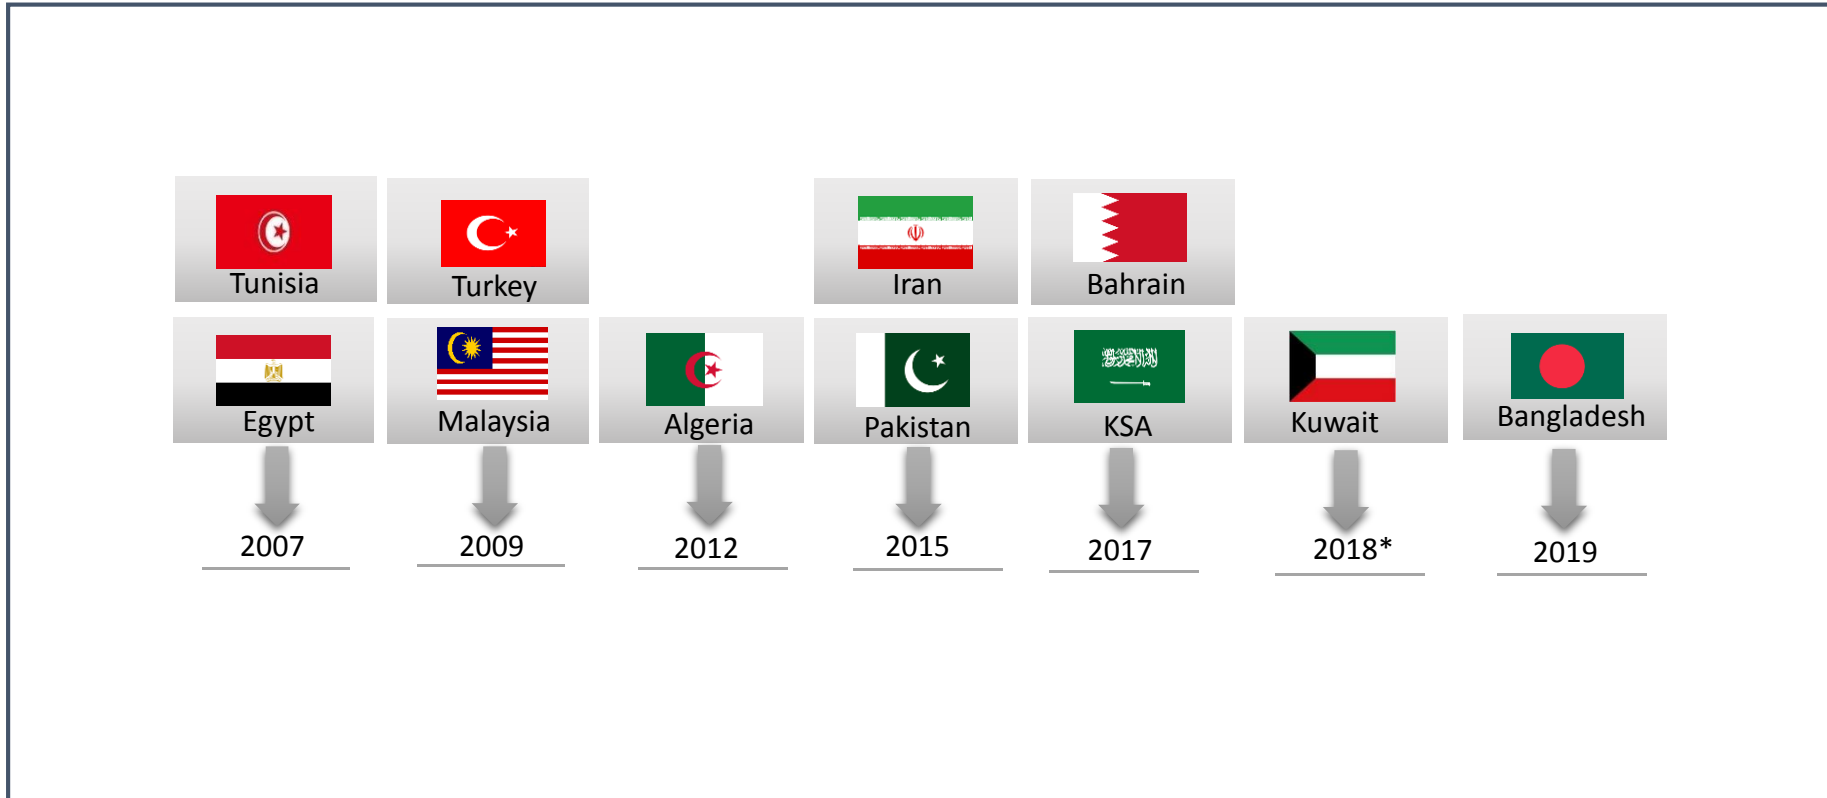 Tunisia
Turkey
Iran
Bahrain
Egypt
Malaysia
Algeria
Pakistan
KSA
Kuwait
Bangladesh
2007
2009
2012
2015
2017
2018*
2019